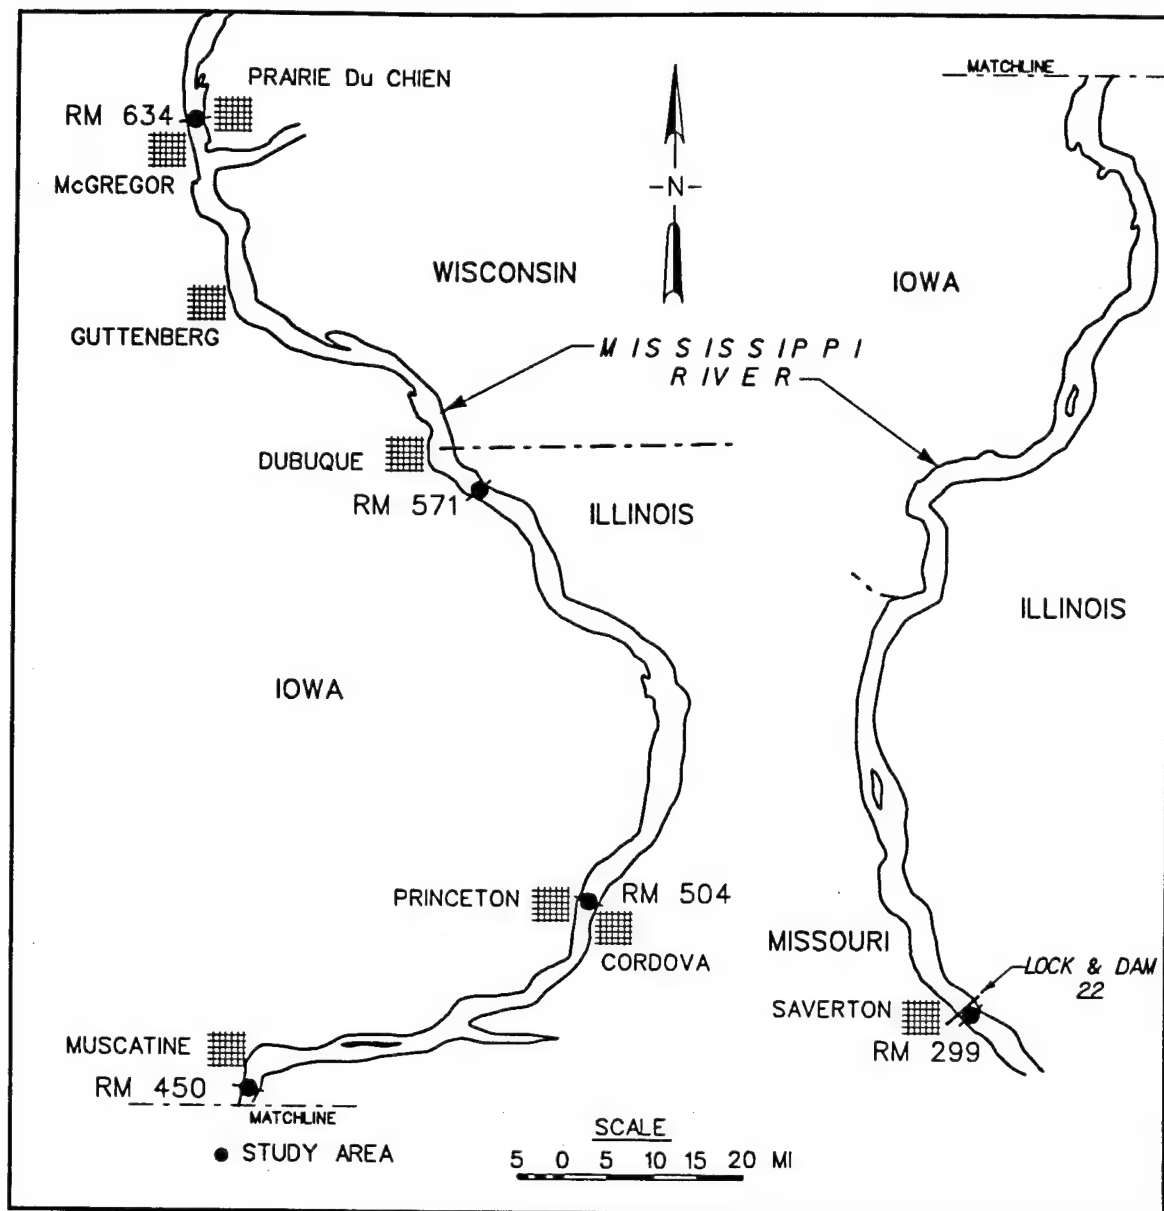 PRAIRIE Du CHIEN
RM 634
McGREGOR
GUTTENBERG
WISCONSIN
MISSISSIPPI
RIVER
DUBUQUE
RM 571
ILLINOIS
IOWA
PRINCETON
RM 504
CORDOVA
MUSCATINE
RM 450
MATCHLINE
STUDY AREA
-N-
MATCHLINE
IOWA
ILLINOIS
MISSOURI
LOCK & DAM
22
SAVERTON
RM 299
SCALE
5 0 5 10 15 20 MI